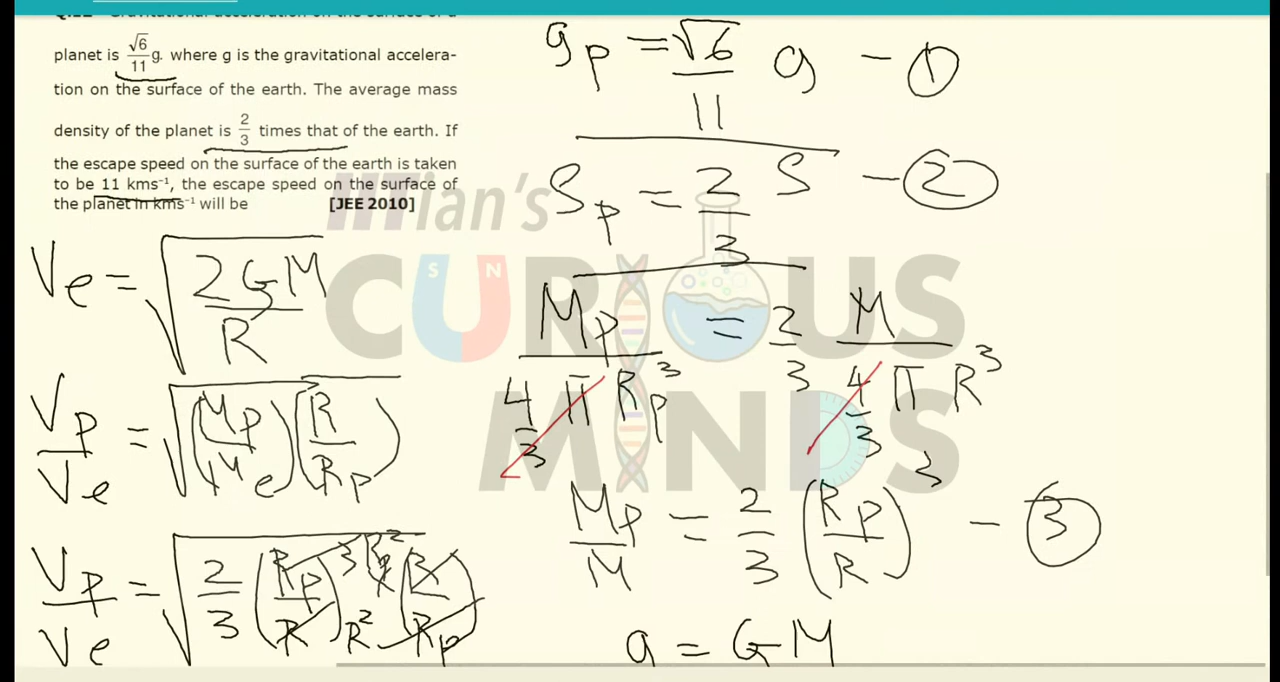 planet is √6/11 g. where g is the gravitational accelera-
tion on the surface of the earth. The average mass
density of the planet is 2/3 times that of the earth. If
the escape speed on the surface of the earth is taken
to be 11 kms⁻¹, the escape speed on the surface of
the planet in kms⁻¹ will be [JEE 2010]
Ve = √(2GM/R)
Vp/Ve = √((Mp/Me)(R/Rp))
Vp/Ve = √(2/3 (Rp/R)³ (R/Rp))
Rp²
R²
gp = √6/11 g - ①
Sp = 2/3 S - ②
Mp/(4/3 π Rp³) = 2/3 M/(4/3 π R³)
Mp/M = 2/3 (Rp/R)³ - ③
g = GM
IITian's
CURIOUS
S N
MINDS